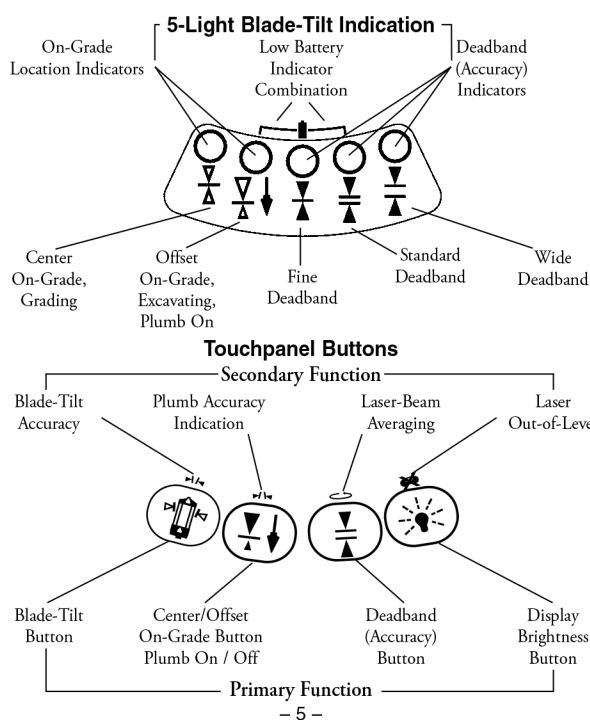 5-Light Blade-Tilt Indication
On-Grade
Location Indicators
Low Battery
Indicator
Combination
Deadband
(Accuracy)
Indicators
Center
On-Grade,
Grading
Offset
On-Grade,
Excavating,
Plumb On
Fine
Deadband
Standard
Deadband
Wide
Deadband
Touchpanel Buttons
Secondary Function
Blade-Tilt
Accuracy
Plumb Accuracy
Indication
Laser-Beam
Averaging
Laser
Out-of-Leve
Blade-Tilt
Button
Center/Offset
On-Grade Button
Plumb On / Off
Deadband
(Accuracy)
Button
Display
Brightness
Button
Primary Function
– 5 –